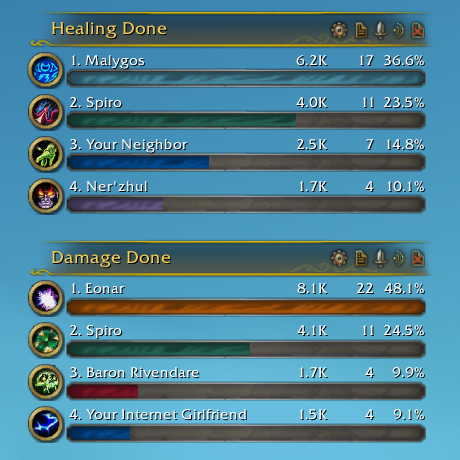 Healing Done
1. Malygos 6.2K 17 36.6%
2. Spiro 4.0K 11 23.5%
3. Your Neighbor 2.5K 7 14.8%
4. Ner'zhul 1.7K 4 10.1%
Damage Done
1. Eonar 8.1K 22 48.1%
2. Spiro 4.1K 11 24.5%
3. Baron Rivendare 1.7K 4 9.9%
4. Your Internet Girlfriend 1.5K 4 9.1%